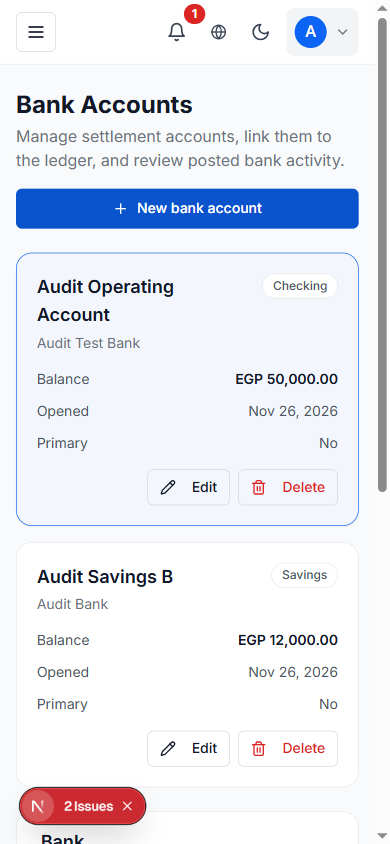 1
A
Bank Accounts
Manage settlement accounts, link them to
the ledger, and review posted bank activity.
+ New bank account
Audit Operating
Account
Checking
Audit Test Bank
Balance EGP 50,000.00
Opened Nov 26, 2026
Primary No
Edit Delete
Audit Savings B Savings
Audit Bank
Balance EGP 12,000.00
Opened Nov 26, 2026
Primary No
Edit Delete
N 2 Issues ×
Bank